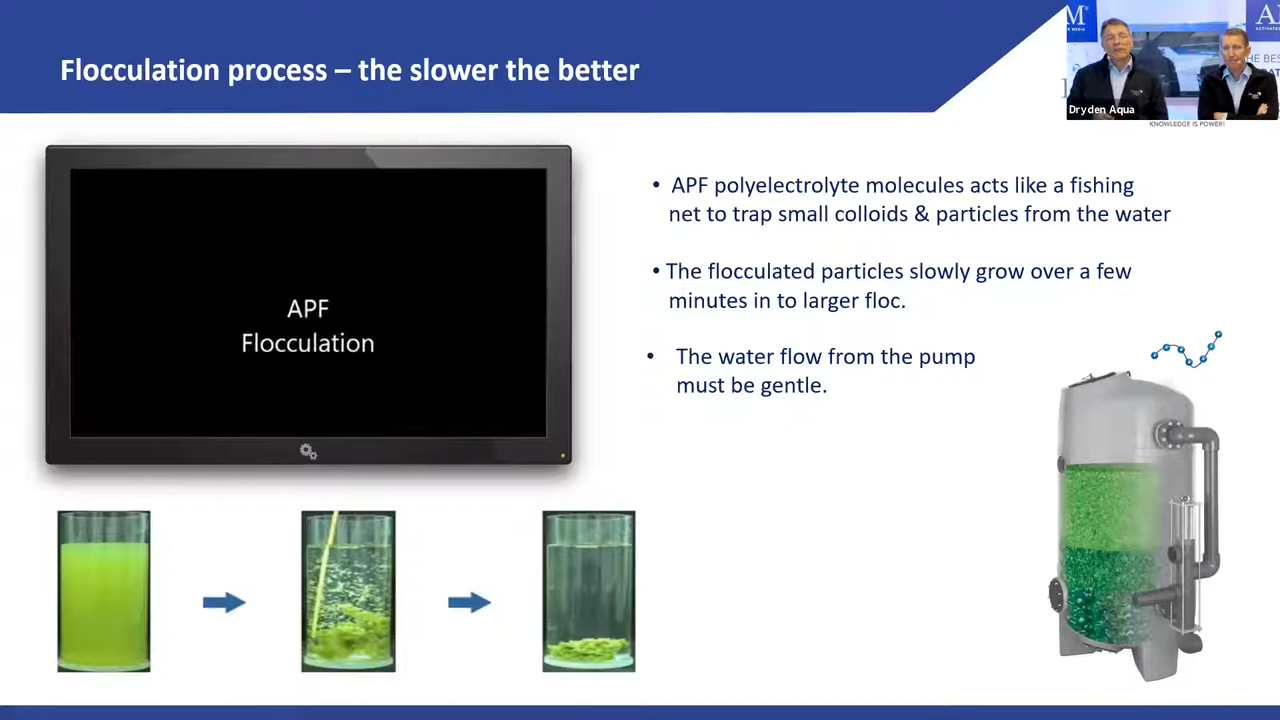 Flocculation process – the slower the better
Dryden Aqua
KNOWLEDGE IS POWER!
APF
Flocculation
• APF polyelectrolyte molecules acts like a fishing
net to trap small colloids & particles from the water
• The flocculated particles slowly grow over a few
minutes in to larger floc.
• The water flow from the pump
must be gentle.